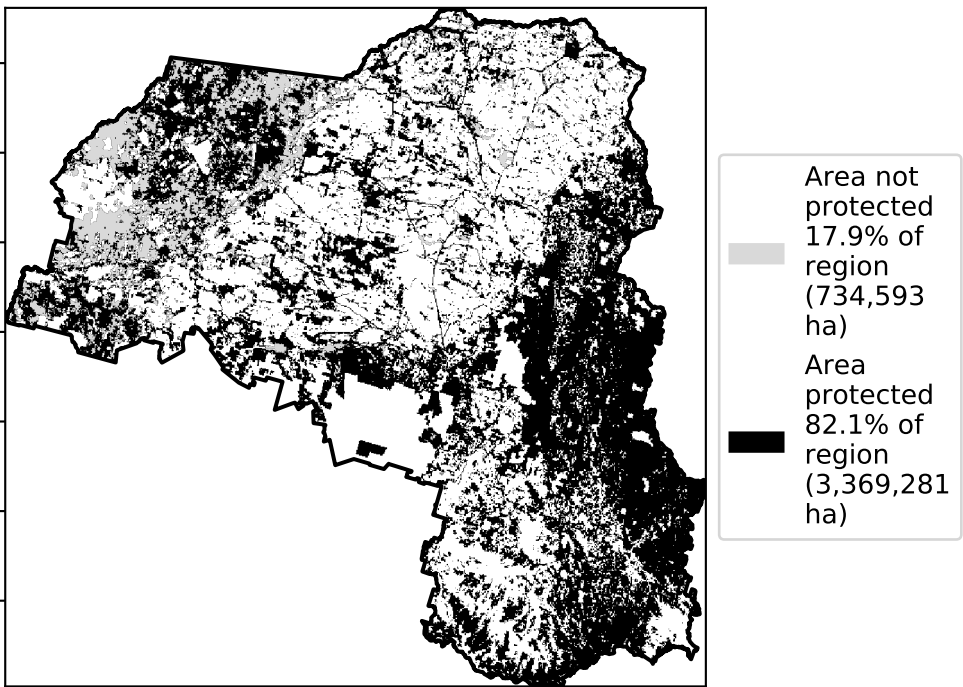 Area not
protected
17.9% of
region
(734,593
ha)
Area
protected
82.1% of
region
(3,369,281
ha)